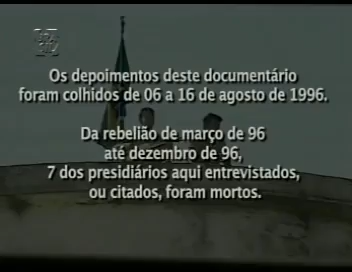 Os depoimentos deste documentário
foram colhidos de 06 a 16 de agosto de 1996.
Da rebelião de março de 96
até dezembro de 96,
7 dos presidiários aqui entrevistados,
ou citados, foram mortos.